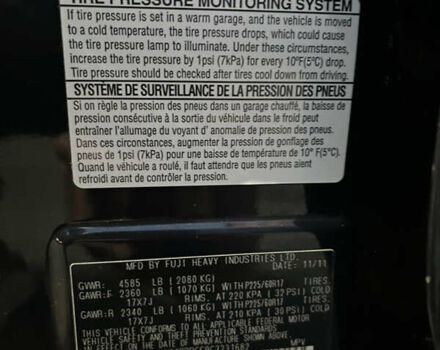 TIRE PRESSURE MONITORING SYSTEM
If tire pressure is set in a warm garage, and the vehicle is moved
to a cold temperature, the tire pressure drops, which could cause
the tire pressure lamp to illuminate. Under these circumstances,
increase the tire pressure by 1psi (7kPa) for every 10°F(5°C) drop.
Tire pressure should be checked after tires cool down from driving.
SYSTÈME DE SURVEILLANCE DE LA PRESSION DES PNEUS
Si on règle la pression des pneus dans un garage chauffé, la baisse de
pression consécutive à la sortie du véhicule dans le froid peut
entraîner l'allumage du voyant d' anomalie de pression des pneus.
Dans ces circonstances, augmenter la pression de gonflage
des pneus de 1psi (7kPa) pour une baisse de température de 10° F(5°C).
Quand le véhicule a roulé, il faut attendre que les pneus aient
refroidi avant de contrôler la pression.
MFD BY FUJI HEAVY INDUSTRIES LTD.
DATE: 11/11
GVWR: 4585 LB ( 2080 KG)
GAWR:F 2360 LB ( 1070 KG) WITH P225/60R17 TIRES.
17X7J RIMS. AT 220 KPA ( 32 PSI) COLD
GAWR:R 2340 LB ( 1060 KG) WITH P225/60R17 TIRES.
17X7J RIMS. AT 210 KPA ( PSI) COLD
THIS VEHICLE CONFORMS TO ALL APPLICABLE FEDERAL MOTOR
VEHICLE SAFETY AND THEFT PREVENTION STANDARDS
IN EFFECT ON THE DATE OF MANUFACTURE
MPV